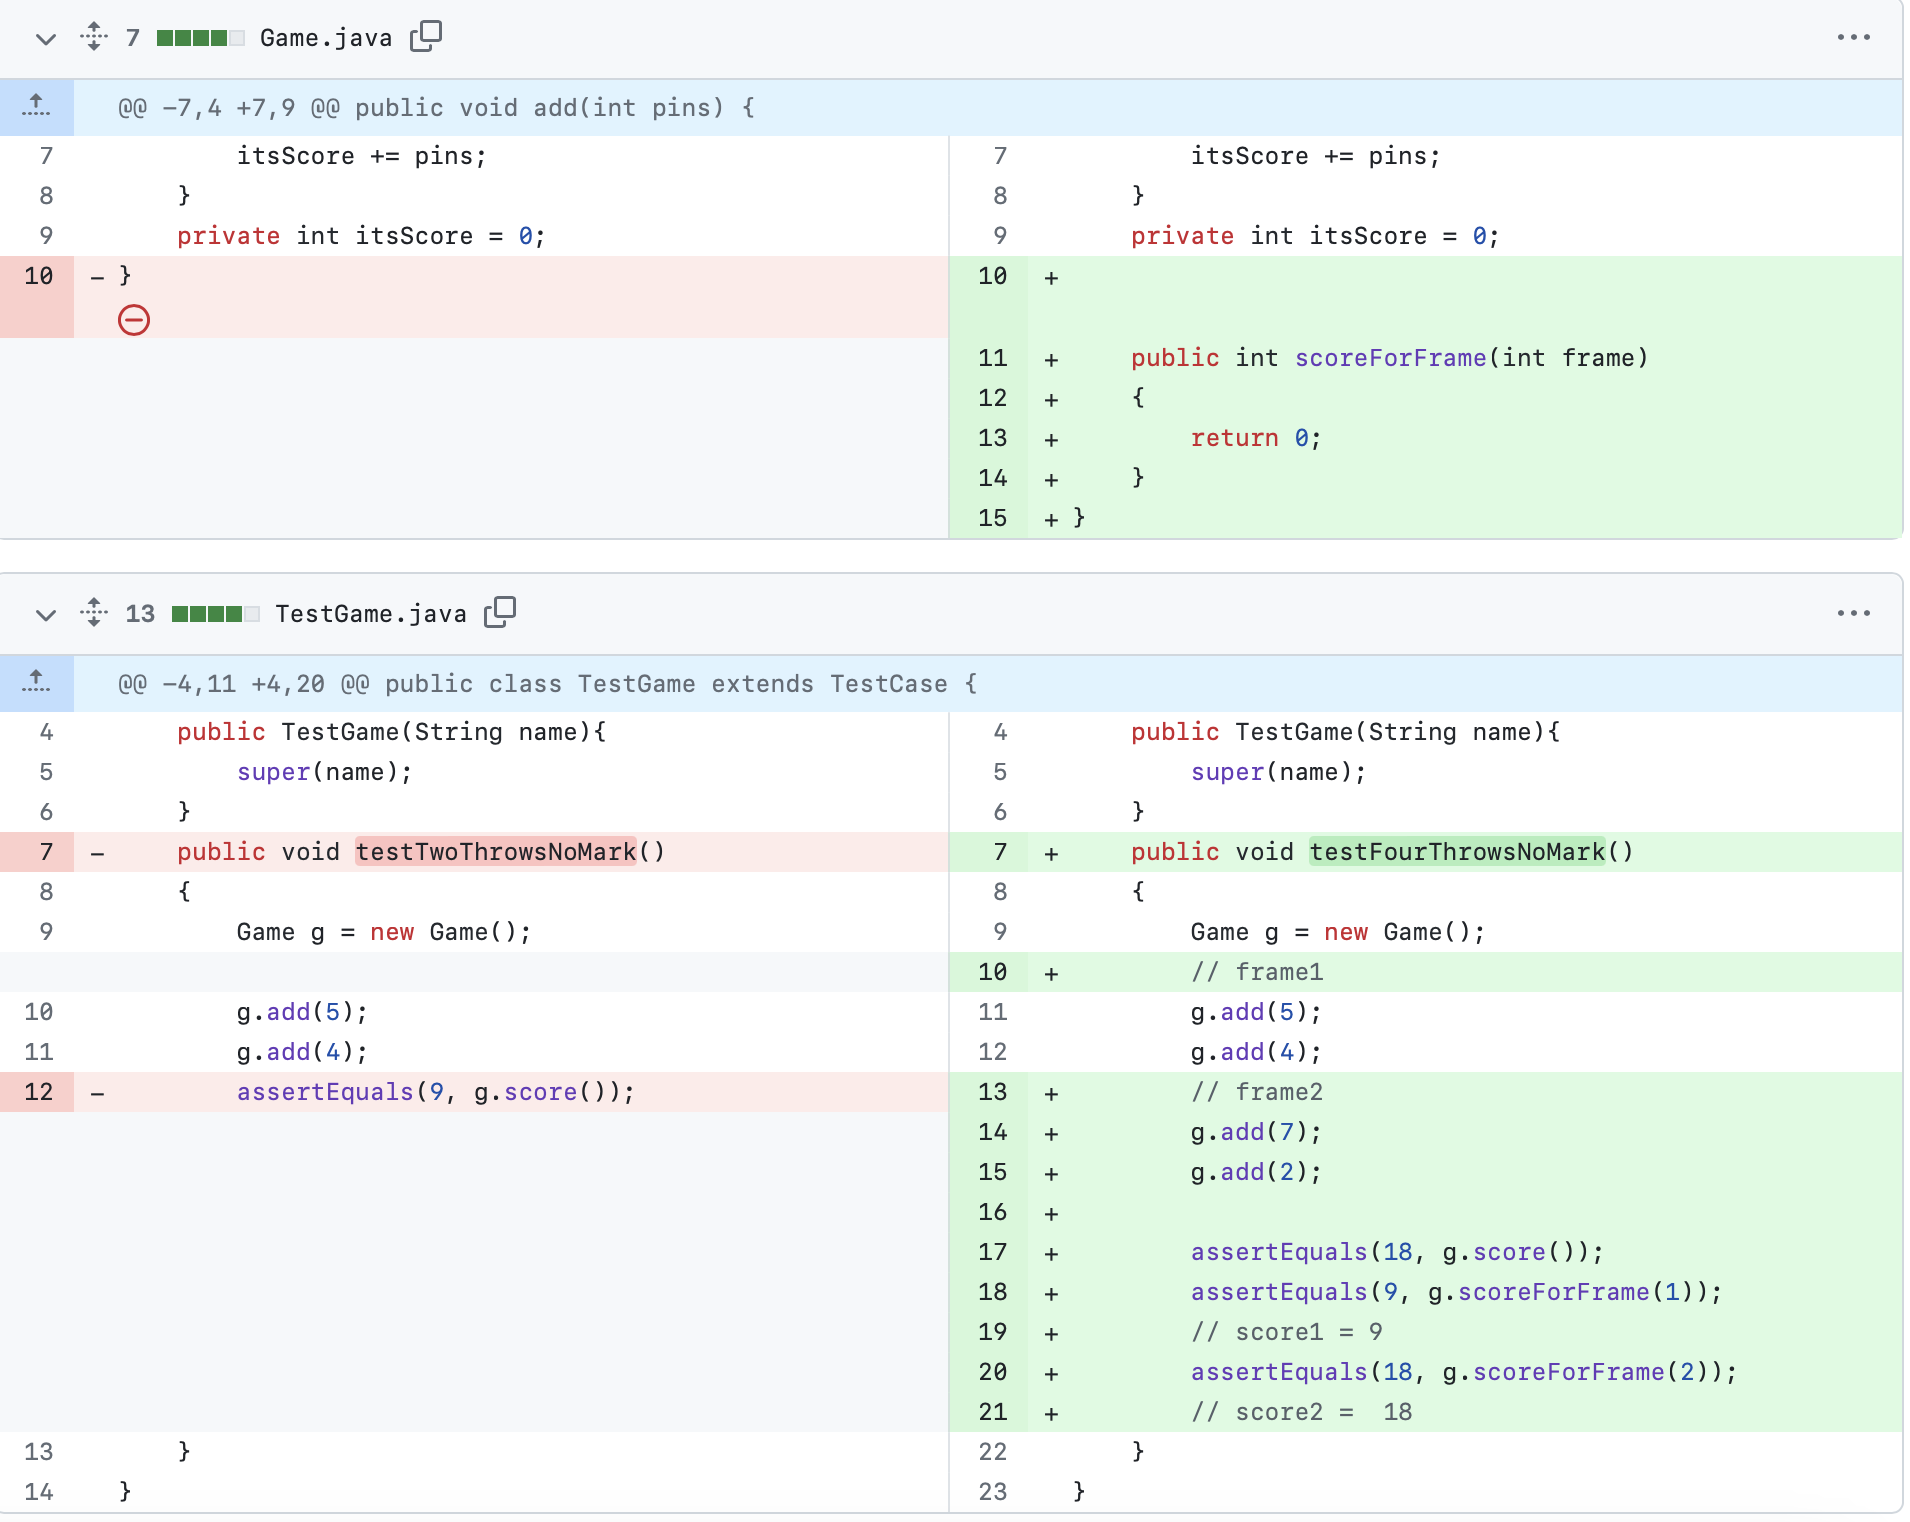 7 Game.java
@@ -7,4 +7,9 @@ public void add(int pins) {
7 itsScore += pins;
8 }
9 private int itsScore = 0;
10 - }
7 itsScore += pins;
8 }
9 private int itsScore = 0;
10 +
11 + public int scoreForFrame(int frame)
12 + {
13 + return 0;
14 + }
15 + }
13 TestGame.java
@@ -4,11 +4,20 @@ public class TestGame extends TestCase {
4 public TestGame(String name){
5 super(name);
6 }
7 - public void testTwoThrowsNoMark()
8 {
9 Game g = new Game();
10 g.add(5);
11 g.add(4);
12 - assertEquals(9, g.score());
13 }
14 }
4 public TestGame(String name){
5 super(name);
6 }
7 + public void testFourThrowsNoMark()
8 {
9 Game g = new Game();
10 + // frame1
11 g.add(5);
12 g.add(4);
13 + // frame2
14 + g.add(7);
15 + g.add(2);
16 +
17 + assertEquals(18, g.score());
18 + assertEquals(9, g.scoreForFrame(1));
19 + // score1 = 9
20 + assertEquals(18, g.scoreForFrame(2));
21 + // score2 =  18
22 }
23 }